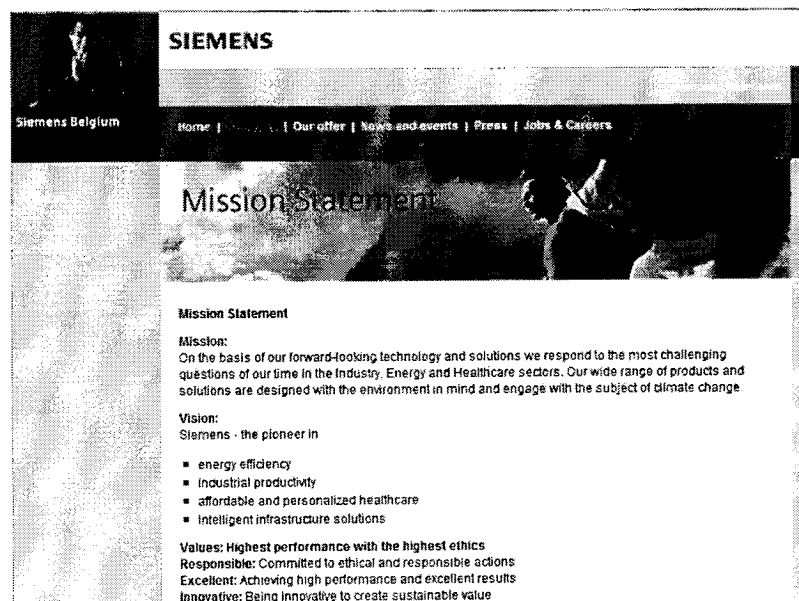 SIEMENS
Siemens Belgium
Home | | Our offer | News and events | Press | Jobs & Careers
Mission Statement
Mission Statement
Mission:
On the basis of our forward-looking technology and solutions we respond to the most challenging
questions of our time in the Industry, Energy and Healthcare sectors. Our wide range of products and
solutions are designed with the environment in mind and engage with the subject of climate change
Vision:
Siemens - the pioneer in
▪ energy efficiency
▪ industrial productivity
▪ affordable and personalized healthcare
▪ intelligent infrastructure solutions
Values: Highest performance with the highest ethics
Responsible: Committed to ethical and responsible actions
Excellent: Achieving high performance and excellent results
Innovative: Being innovative to create sustainable value